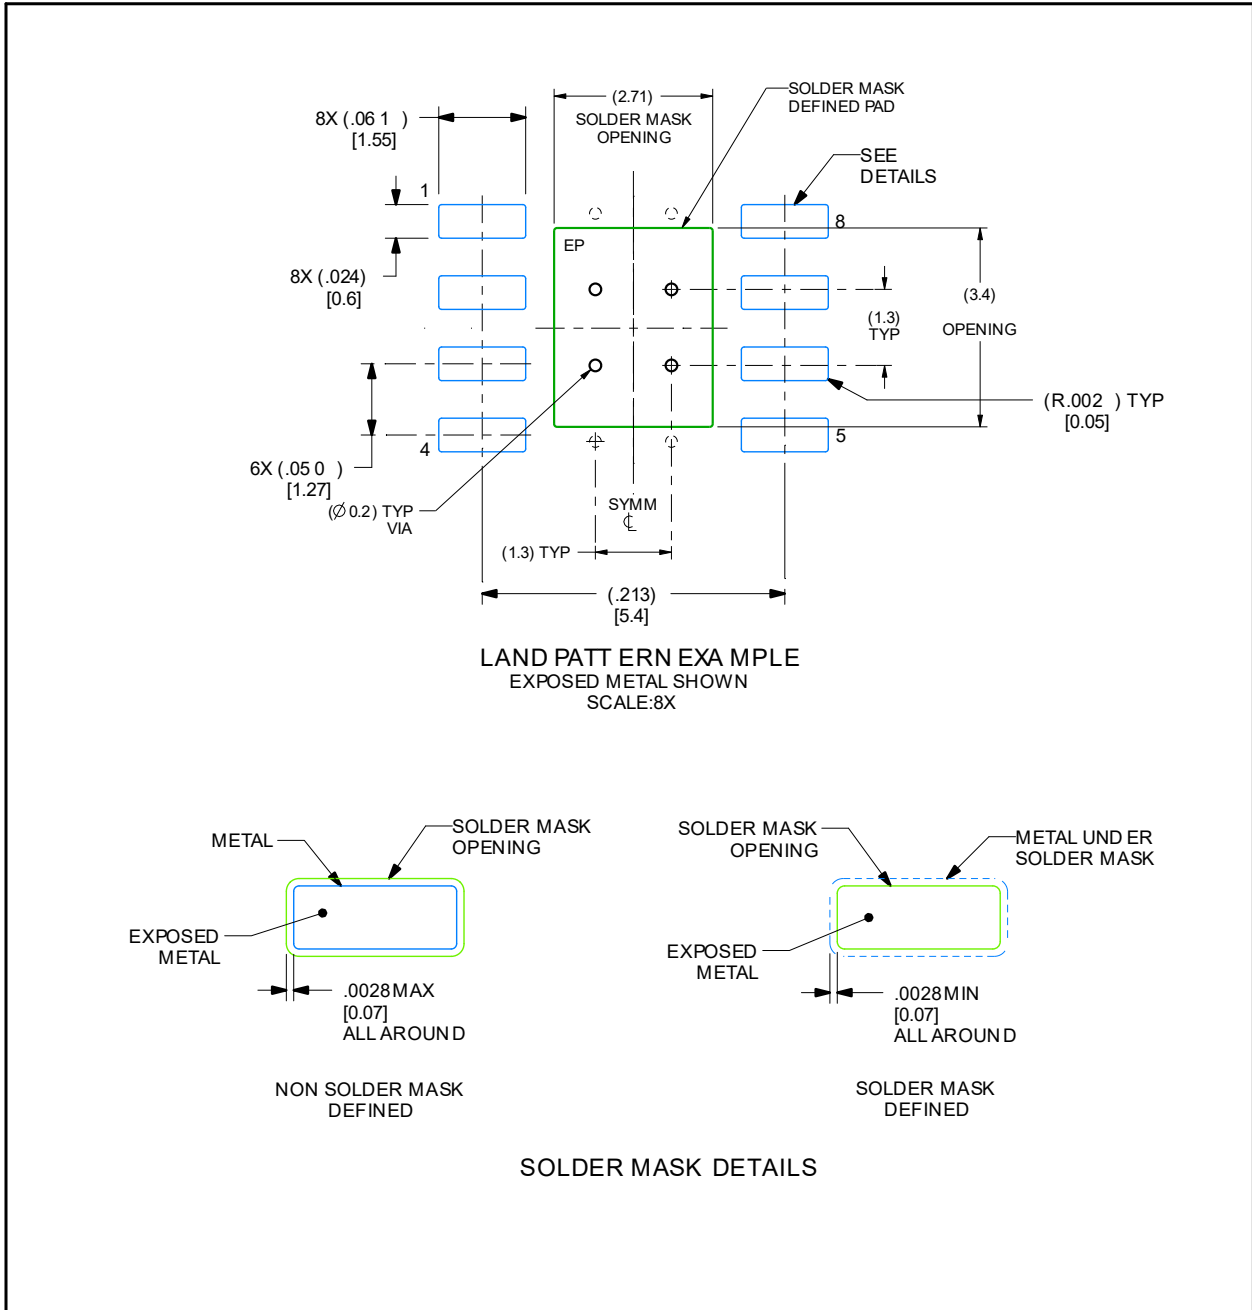 8X (.06 1 )
[1.55]
(2.71)
SOLDER MASK
OPENING
SOLDER MASK
DEFINED PAD
SEE
DETAILS
1
8
EP
8X (.024)
[0.6]
(1.3)
TYP
(3.4)
OPENING
(R.002 ) TYP
[0.05]
4
5
6X (.05 0 )
[1.27]
(Ø 0.2) TYP
VIA
SYMM
℄
(1.3) TYP
(.213)
[5.4]
LAND PATT ERN EXA MPLE
EXPOSED METAL SHOWN
SCALE:8X
METAL
SOLDER MASK
OPENING
EXPOSED
METAL
.0028 MAX
[0.07]
ALL AROUND
NON SOLDER MASK
DEFINED
SOLDER MASK
OPENING
METAL UND ER
SOLDER MASK
EXPOSED
METAL
.0028 MIN
[0.07]
ALL AROUND
SOLDER MASK
DEFINED
SOLDER MASK DETAILS